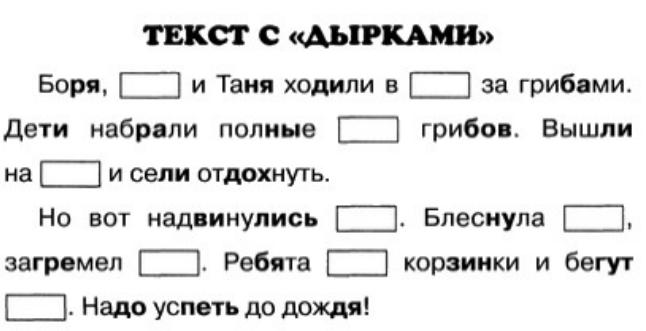 ТЕКСТ С «ДЫРКАМИ»
Боря, и Таня ходили в за грибами.
Дети набрали полные грибов. Вышли
на и сели отдохнуть.
Но вот надвинулись . Блеснула ,
загремел . Ребята корзинки и бегут
. Надо успеть до дождя!